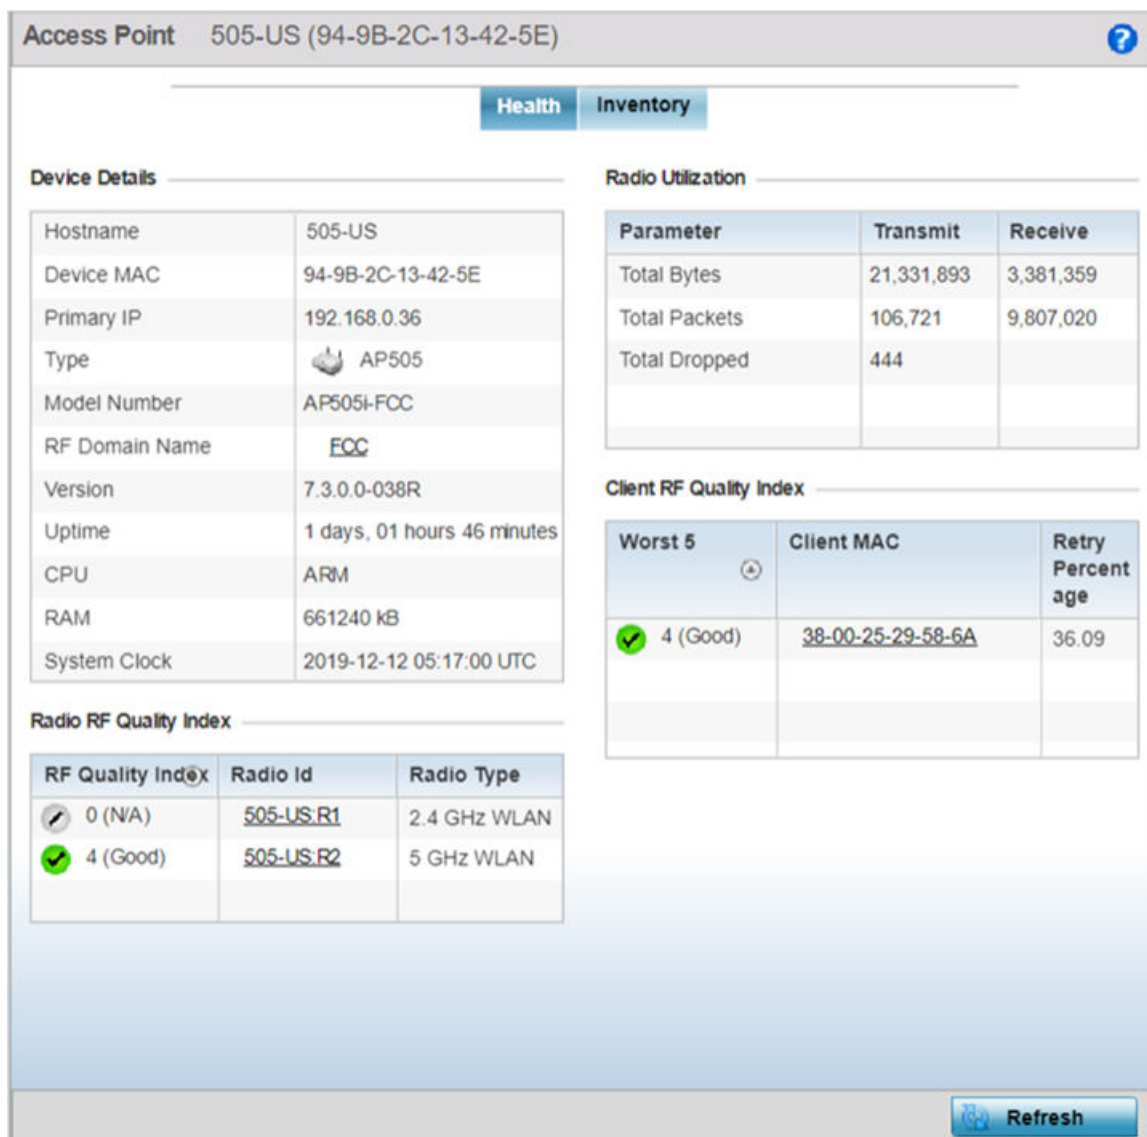 Access Point 505-US (94-9B-2C-13-42-5E)
?
Health Inventory
Device Details
Hostname 505-US
Device MAC 94-9B-2C-13-42-5E
Primary IP 192.168.0.36
Type AP505
Model Number AP505i-FCC
RF Domain Name FCC
Version 7.3.0.0-038R
Uptime 1 days, 01 hours 46 minutes
CPU ARM
RAM 661240 kB
System Clock 2019-12-12 05:17:00 UTC
Radio RF Quality Index
RF Quality Index Radio Id Radio Type
0 (N/A) 505-US:R1 2.4 GHz WLAN
4 (Good) 505-US:R2 5 GHz WLAN
Radio Utilization
Parameter Transmit Receive
Total Bytes 21,331,893 3,381,359
Total Packets 106,721 9,807,020
Total Dropped 444
Client RF Quality Index
Worst 5 Client MAC Retry
Percent
age
4 (Good) 38-00-25-29-58-6A 36.09
Refresh